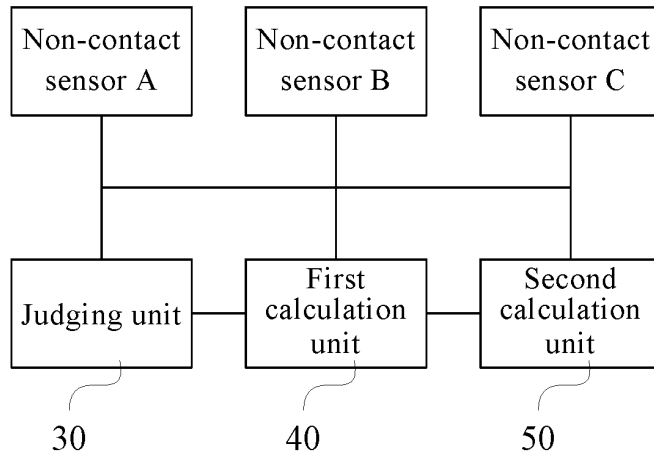 Non-contact
sensor A
Non-contact
sensor B
Non-contact
sensor C
Judging unit
First
calculation
unit
Second
calculation
unit
30
40
50